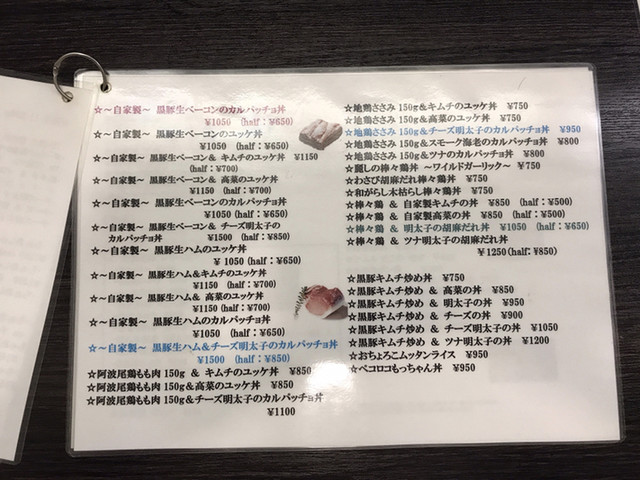 ☆～自家製～ 黒豚生ベーコンのカルパッチョ丼
¥1050 (half：¥650)
☆～自家製～ 黒豚生ベーコンのユッケ丼
¥1050 (half：¥650)
☆～自家製～ 黒豚生ベーコン& キムチのユッケ丼 ¥1150
(half：¥700)
☆～自家製～ 黒豚生ベーコン& 高菜のユッケ丼
¥1150 (half：¥700)
☆～自家製～ 黒豚生ベーコンのカルパッチョ丼
¥1050 (half：¥650)
☆～自家製～ 黒豚生ベーコン& チーズ明太子の
カルパッチョ丼 ¥1500 (half：¥850)
☆～自家製～ 黒豚生ハムのユッケ丼
¥ 1050 (half：¥650)
☆～自家製～ 黒豚生ハム&キムチのユッケ丼
¥1150 (half：¥700)
☆～自家製～ 黒豚生ハム& 高菜のユッケ丼
¥1150 (half：¥700)
☆～自家製～ 黒豚生ハムのカルパッチョ丼
¥1050 (half：¥650)
☆～自家製～ 黒豚生ハム&チーズ明太子のカルパッチョ丼
¥1500 (half：¥850)
☆阿波尾鶏もも肉 150g & キムチのユッケ丼 ¥850
☆阿波尾鶏もも肉 150g&高菜のユッケ丼 ¥850
☆阿波尾鶏もも肉 150g&チーズ明太子のカルパッチョ丼
¥1100
☆地鶏ささみ 150g&キムチのユッケ丼 ¥750
☆地鶏ささみ 150g&高菜のユッケ丼 ¥750
☆地鶏ささみ 150g&チーズ明太子のカルパッチョ丼 ¥950
☆地鶏ささみ 150g&スモーク海老のカルパッチョ丼 ¥800
☆地鶏ささみ 150g&ツナのカルパッチョ丼 ¥800
☆麗しの棒々鶏丼 ～ワイルドガーリック～ ¥750
☆わさび胡麻だれ棒々鶏丼 ¥750
☆和がらし木枯らし棒々鶏丼 ¥750
☆棒々鶏 & 自家製キムチの丼 ¥850 (half：¥500)
☆棒々鶏 & 自家製高菜の丼 ¥850 (half：¥500)
☆棒々鶏 & 明太子の胡麻だれ丼 ¥1050 (half：¥650)
☆棒々鶏 & ツナ明太子の胡麻だれ丼
¥1250 (half：¥850)
☆黒豚キムチ炒め丼 ¥750
☆黒豚キムチ炒め & 高菜の丼 ¥850
☆黒豚キムチ炒め & 明太子の丼 ¥950
☆黒豚キムチ炒め & チーズの丼 ¥900
☆黒豚キムチ炒め & チーズ明太子の丼 ¥1050
☆黒豚キムチ炒め & ツナ明太子の丼 ¥1200
☆おちょろこムッタンライス ¥950
☆ペコロコもっちゃん丼 ¥950